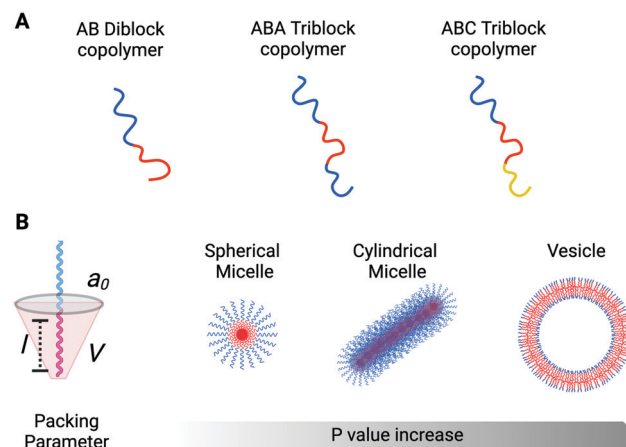 A
AB Diblock
copolymer
ABA Triblock
copolymer
ABC Triblock
copolymer
B
a0
l
V
Packing
Parameter
Spherical
Micelle
Cylindrical
Micelle
Vesicle
P value increase